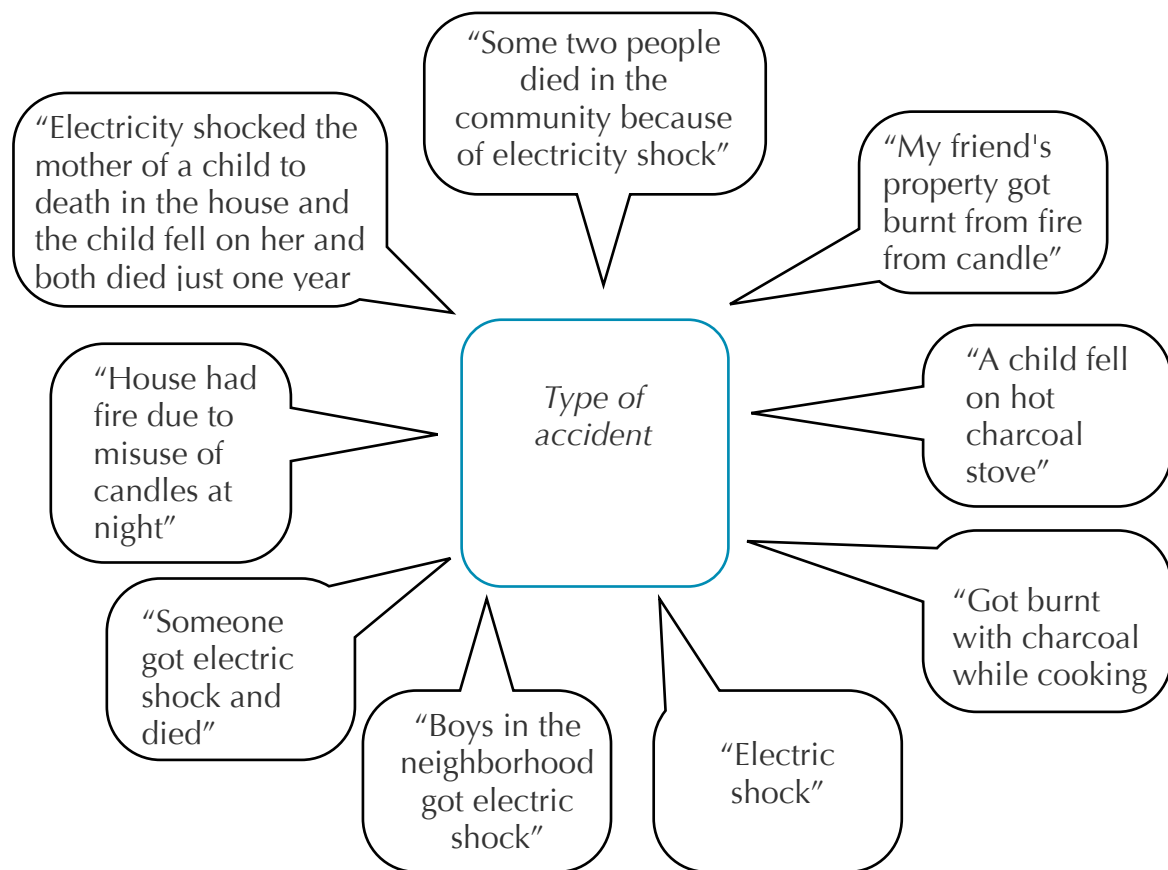 “Some two people
died in the
community because
of electricity shock”
“Electricity shocked the
mother of a child to
death in the house and
the child fell on her and
both died just one year
“My friend's
property got
burnt from fire
from candle”
“House had
fire due to
misuse of
candles at
night”
Type of
accident
“A child fell
on hot
charcoal
stove”
“Someone
got electric
shock and
died”
“Boys in the
neighborhood
got electric
shock”
“Electric
shock”
“Got burnt
with charcoal
while cooking